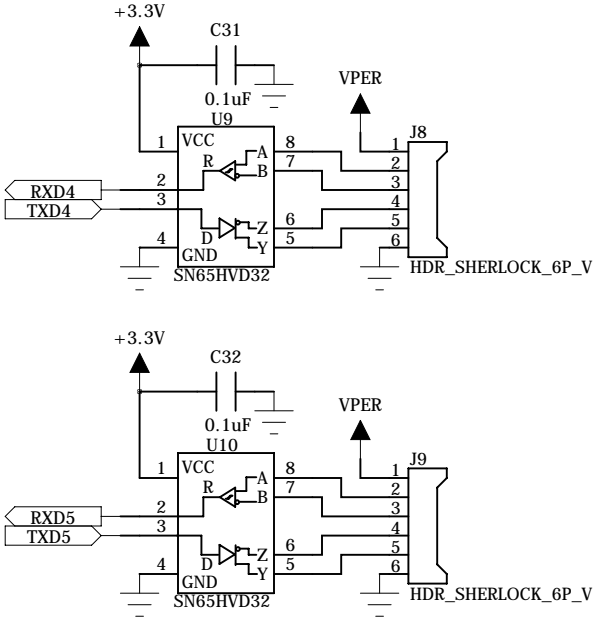 +3.3V
C31
0.1uF
VPER
U9
J8
1
VCC
A
8
1
R
B
7
2
2
3
RXD4
3
TXD4
Z
6
4
D
Y
5
5
4
GND
6
SN65HVD32
HDR_SHERLOCK_6P_V
+3.3V
C32
0.1uF
VPER
U10
J9
1
VCC
A
8
1
R
B
7
2
2
3
RXD5
3
TXD5
Z
6
4
D
Y
5
5
4
GND
6
SN65HVD32
HDR_SHERLOCK_6P_V